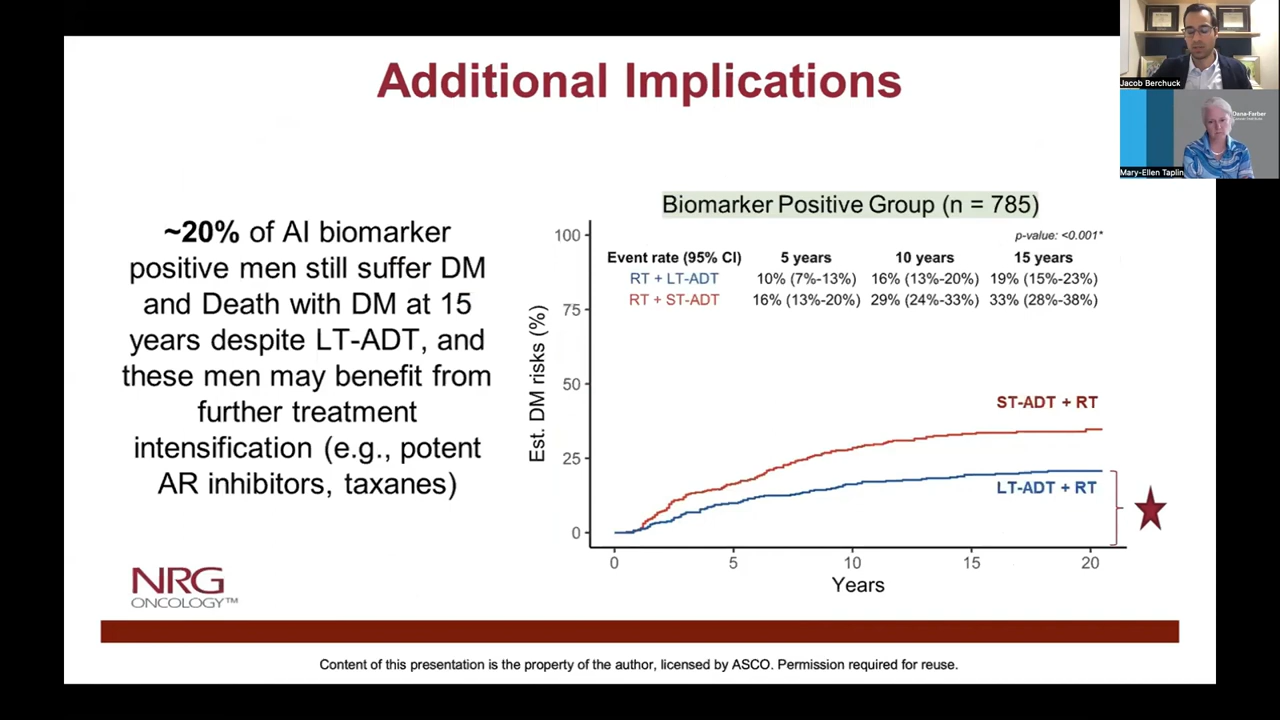 Additional Implications
Jacob Berchuck
Dana-Farber
Mary-Ellen Taplin
~20% of AI biomarker
positive men still suffer DM
and Death with DM at 15
years despite LT-ADT, and
these men may benefit from
further treatment
intensification (e.g., potent
AR inhibitors, taxanes)
Biomarker Positive Group (n = 785)
p-value: <0.001*
Event rate (95% CI) 5 years 10 years 15 years
RT + LT-ADT 10% (7%-13%) 16% (13%-20%) 19% (15%-23%)
RT + ST-ADT 16% (13%-20%) 29% (24%-33%) 33% (28%-38%)
Est. DM risks (%)
100
75
50
25
0
ST-ADT + RT
LT-ADT + RT
0 5 10 15 20
Years
NRG
ONCOLOGY™
Content of this presentation is the property of the author, licensed by ASCO. Permission required for reuse.